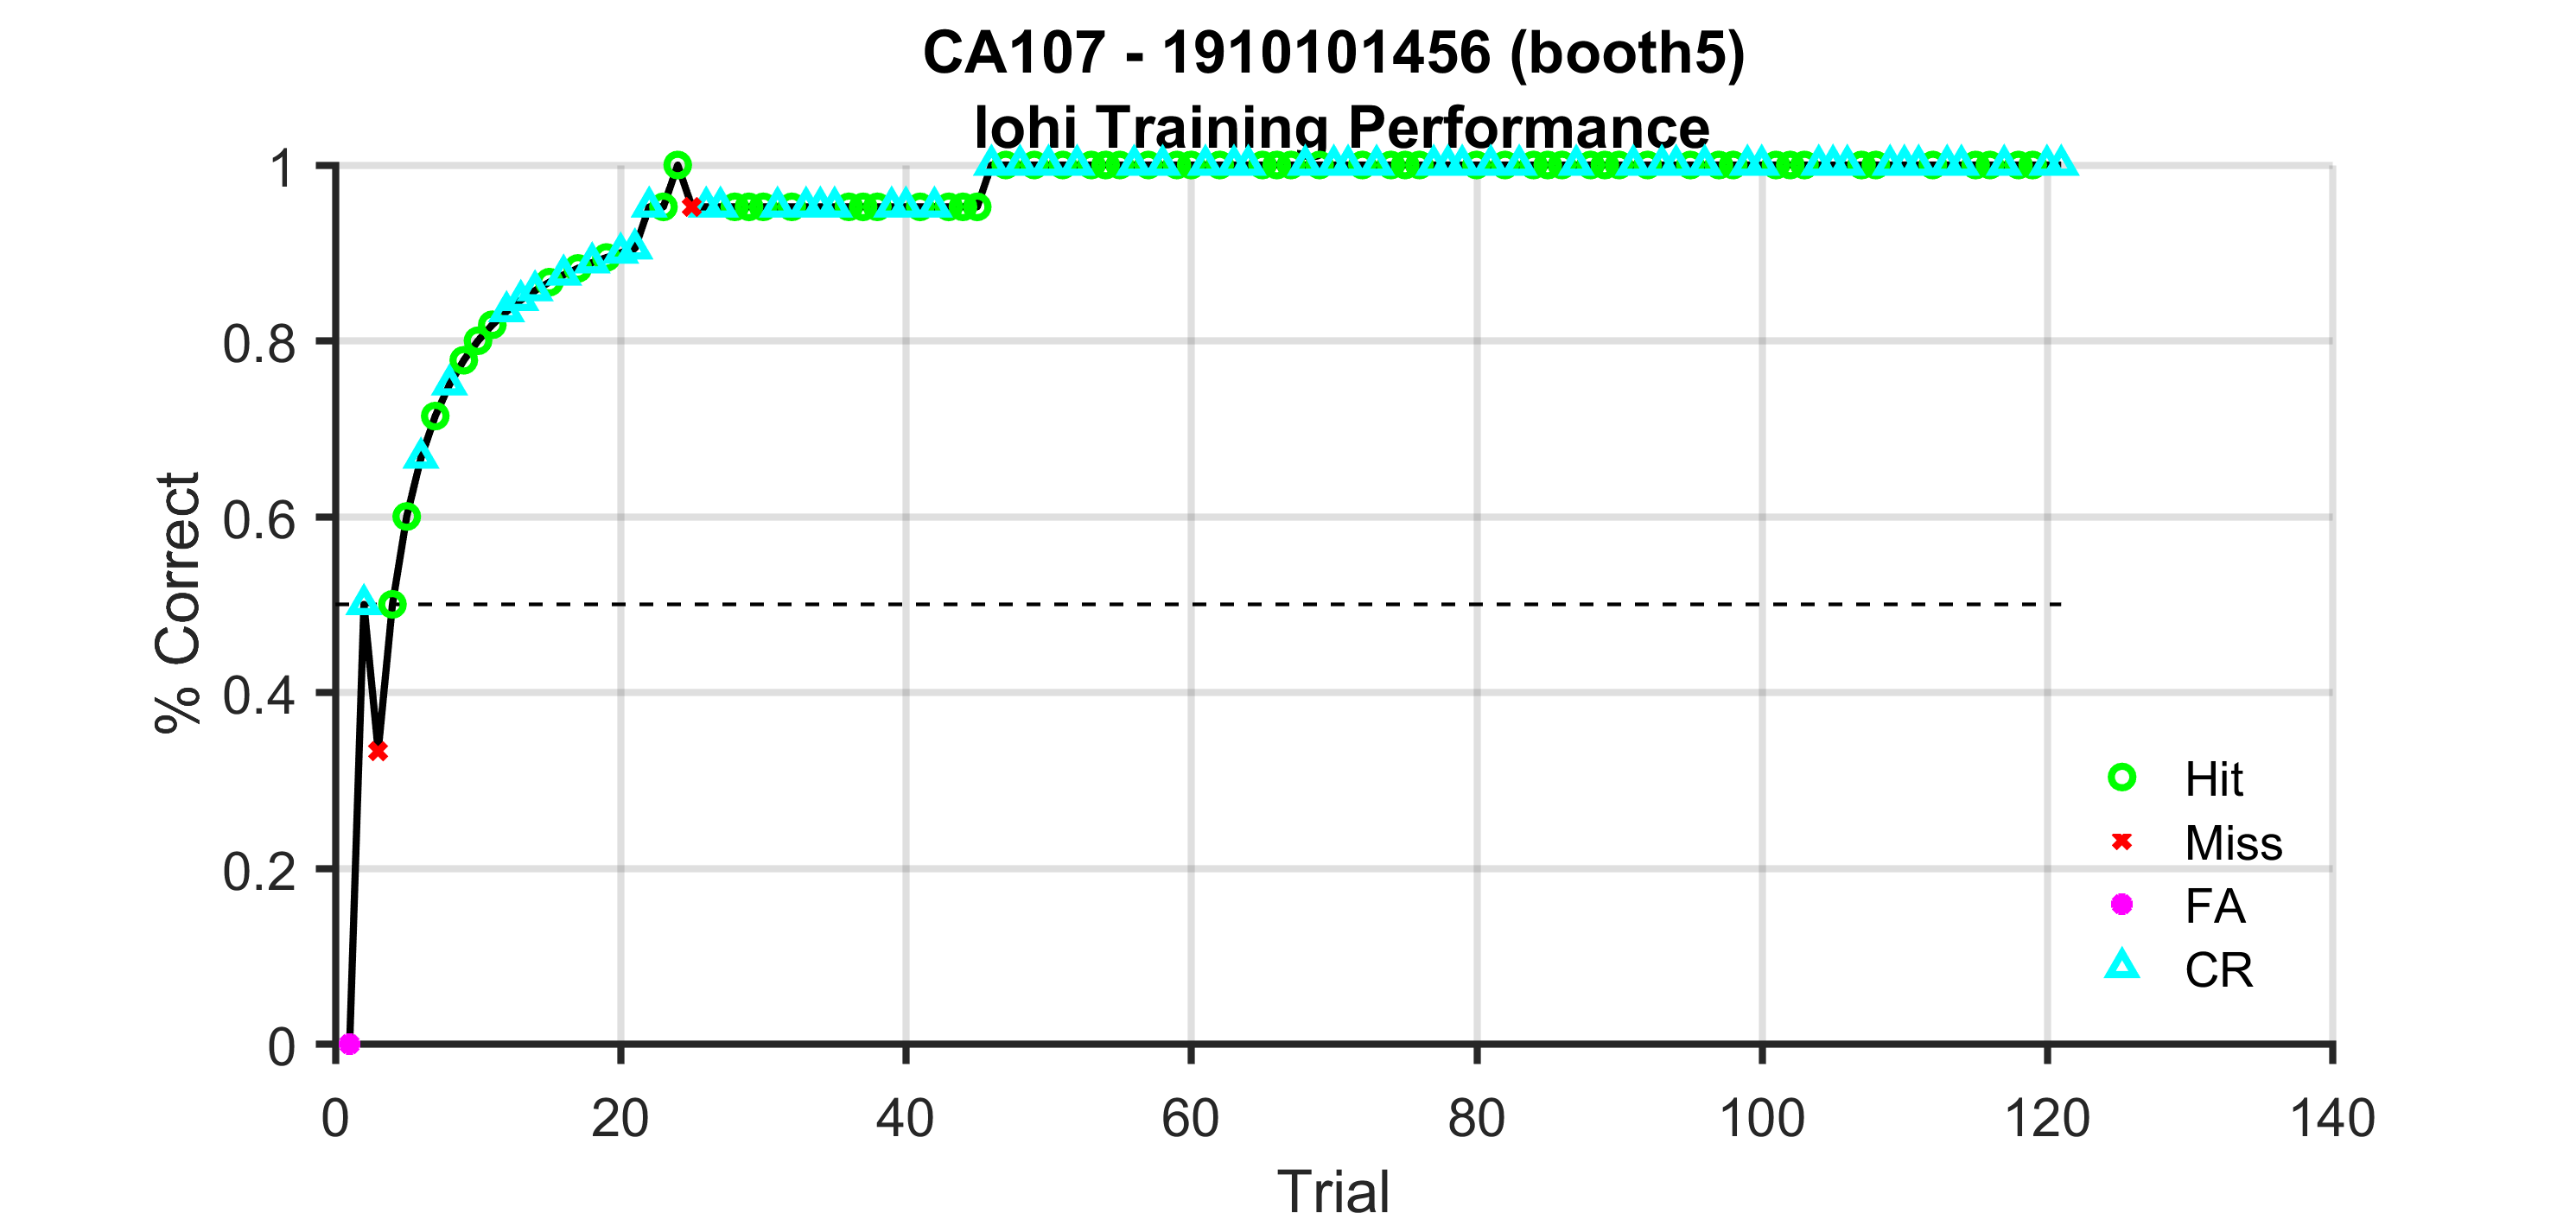 CA107 - 1910101456 (booth5)
lohi Training Performance
% Correct
1
0.8
0.6
0.4
0.2
0
0 20 40 60 80 100 120 140
Trial
Hit
Miss
FA
CR